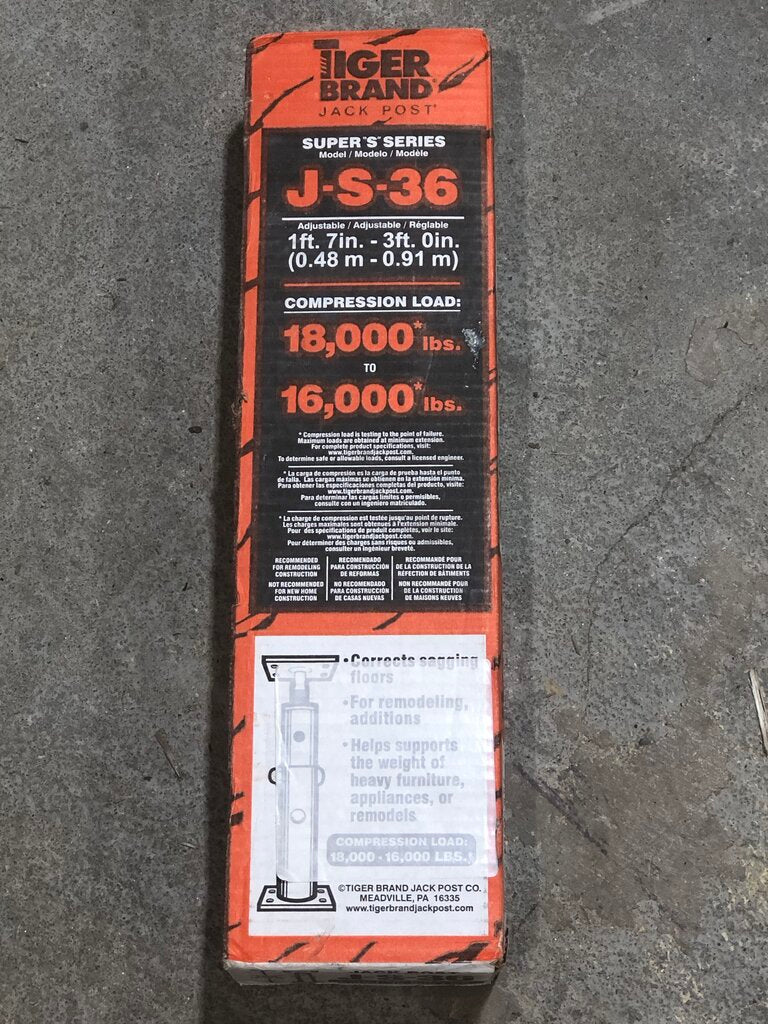 TIGER
BRAND®
JACK POST®
SUPER "S" SERIES
Model / Modelo / Modèle
J-S-36
Adjustable / Adjustable / Réglable
1ft. 7in. - 3ft. 0in.
(0.48 m - 0.91 m)
COMPRESSION LOAD:
18,000* lbs.
TO
16,000* lbs.
* Compression load is testing to the point of failure.
Maximum loads are obtained at minimum extension.
For complete product specifications, visit:
www.tigerbrandjackpost.com.
To determine safe or allowable loads, consult a licensed engineer.
* La carga de compresión es la carga de prueba hasta el punto
de falla. Las cargas máximas se obtienen en la extensión mínima.
Para obtener las especificaciones completas del producto, visite:
www.tigerbrandjackpost.com.
Para determinar las cargas límites o permisibles,
consulte con un ingeniero matriculado.
* La charge de compression est testée jusqu'au point de rupture.
Les charges maximales sont obtenues à l'extension minimale.
Pour des spécifications de produit complètes, voir le site:
www.tigerbrandjackpost.com.
Pour déterminer des charges sans risques ou admissibles,
consulter un ingénieur breveté.
RECOMMENDED
FOR REMODELING
CONSTRUCTION
NOT RECOMMENDED
FOR NEW HOME
CONSTRUCTION
RECOMENDADO
PARA CONSTRUCCIÓN
DE REFORMAS
NO RECOMENDADO
PARA CONSTRUCCIÓN
DE CASAS NUEVAS
RECOMMANDÉ POUR
DE LA CONSTRUCTION DE LA
RÉFECTION DE BÂTIMENTS
NON RECOMMANDÉ POUR
DE LA CONSTRUCTION
DE MAISONS NEUVES
• Corrects sagging
floors
• For remodeling,
additions
• Helps supports
the weight of
heavy furniture,
appliances, or
remodels
COMPRESSION LOAD:
18,000 - 16,000 LBS.
©TIGER BRAND JACK POST CO.
MEADVILLE, PA 16335
www.tigerbrandjackpost.com